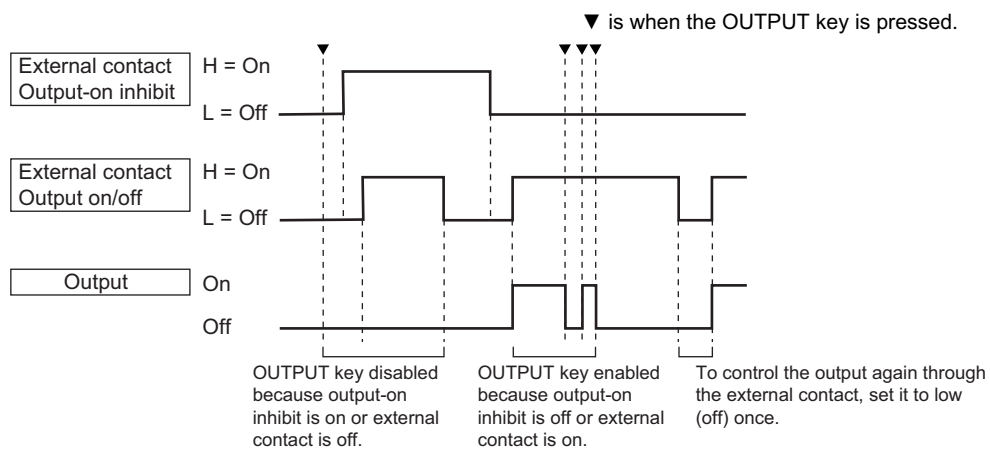 ▼ is when the OUTPUT key is pressed.
External contact
Output-on inhibit
H = On
L = Off
External contact
Output on/off
H = On
L = Off
Output
On
Off
OUTPUT key disabled
because output-on
inhibit is on or external
contact is off.
OUTPUT key enabled
because output-on
inhibit is off or external
contact is on.
To control the output again through
the external contact, set it to low
(off) once.